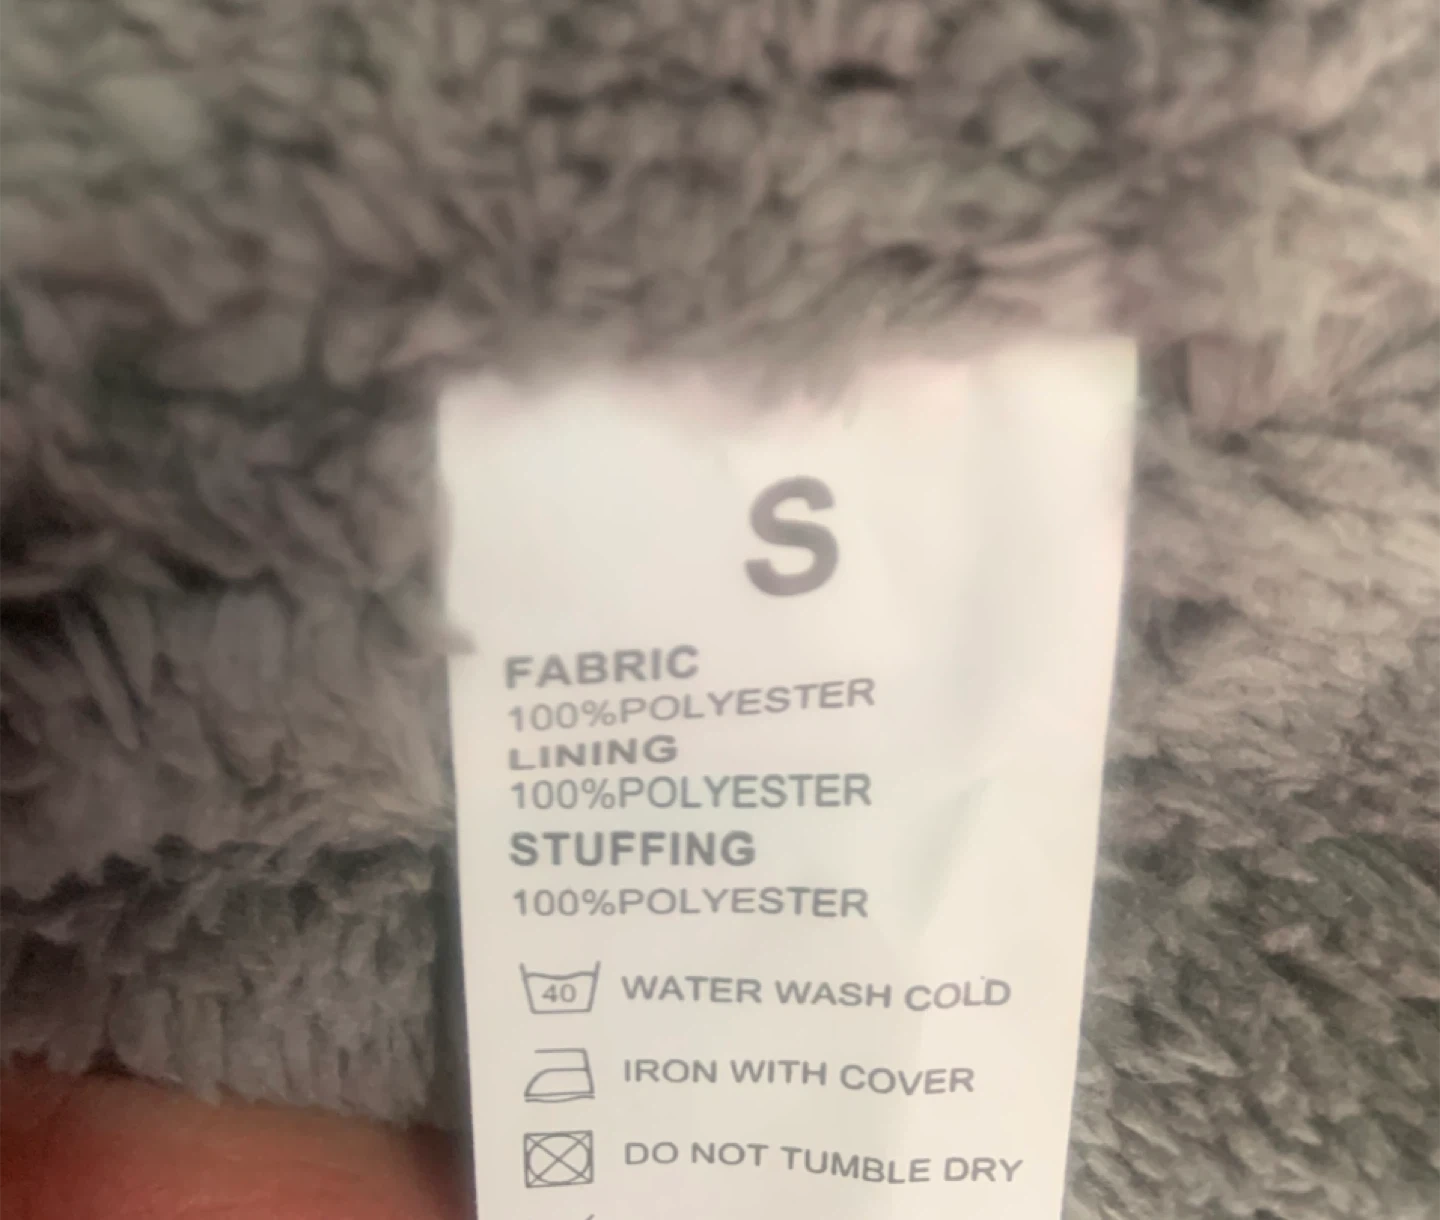 S
FABRIC
100%POLYESTER
LINING
100%POLYESTER
STUFFING
100%POLYESTER
40 WATER WASH COLD
IRON WITH COVER
DO NOT TUMBLE DRY